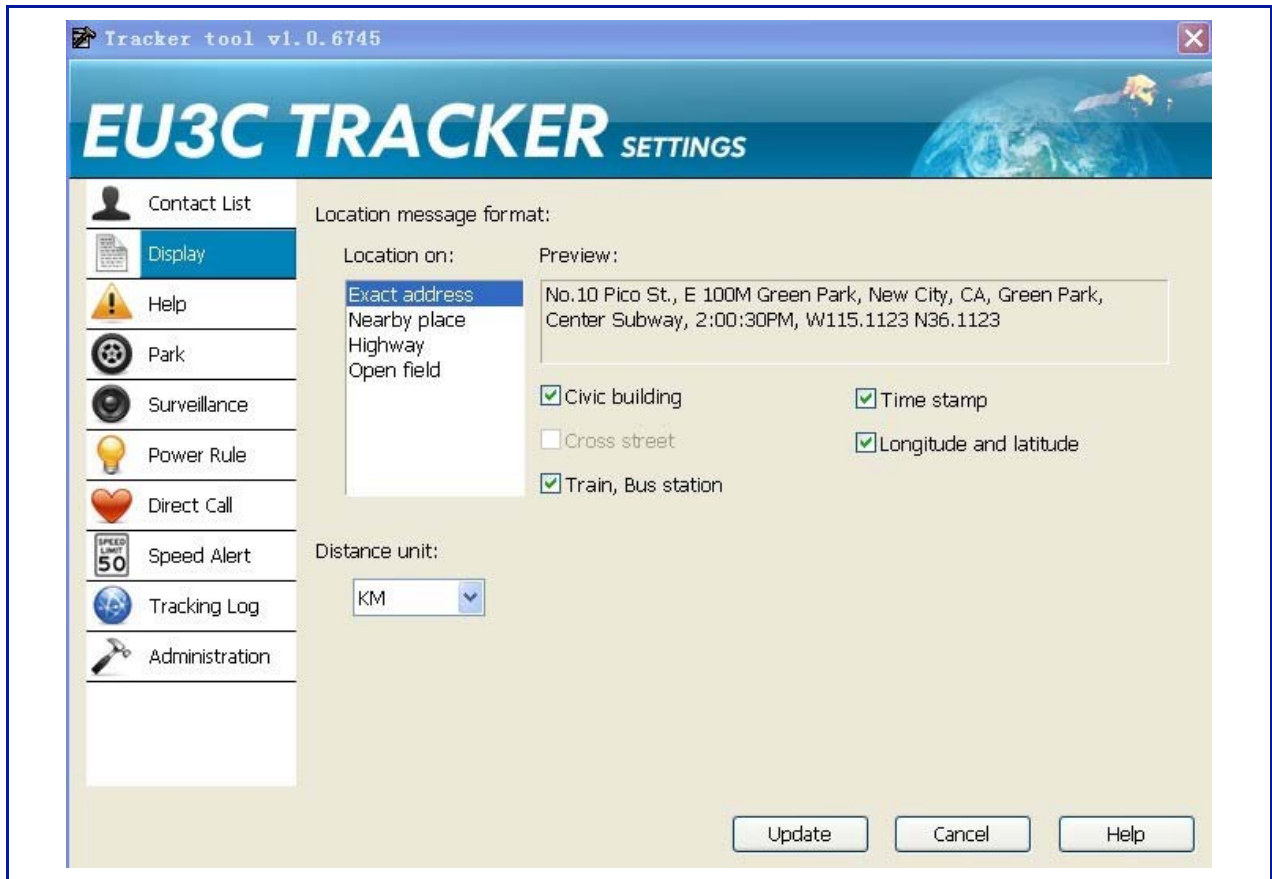 Tracker tool v1.0.6745
EU3C TRACKER SETTINGS
Contact List
Display
Help
Park
Surveillance
Power Rule
Direct Call
SPEED LIMIT 50
Speed Alert
Tracking Log
Administration
Location message format:
Location on:
Exact address
Nearby place
Highway
Open field
Preview:
No.10 Pico St., E 100M Green Park, New City, CA, Green Park,
Center Subway, 2:00:30PM, W115.1123 N36.1123
Civic building
Time stamp
Cross street
Longitude and latitude
Train, Bus station
Distance unit:
KM
Update
Cancel
Help